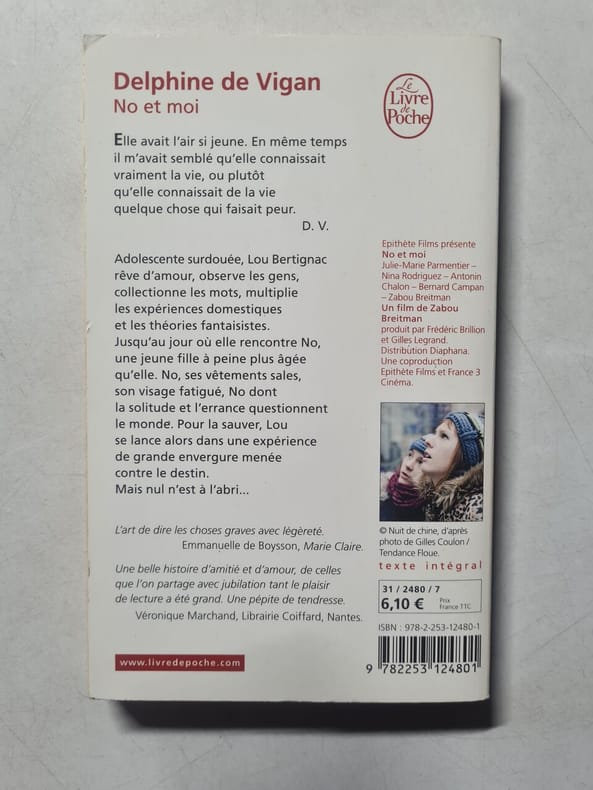 Delphine de Vigan
No et moi
Le
Livre
de
Poche
Elle avait l'air si jeune. En même temps
il m'avait semblé qu'elle connaissait
vraiment la vie, ou plutôt
qu'elle connaissait de la vie
quelque chose qui faisait peur.
D. V.
Adolescente surdouée, Lou Bertignac
rêve d'amour, observe les gens,
collectionne les mots, multiplie
les expériences domestiques
et les théories fantaisistes.
Jusqu'au jour où elle rencontre No,
une jeune fille à peine plus âgée
qu'elle. No, ses vêtements sales,
son visage fatigué, No dont
la solitude et l'errance questionnent
le monde. Pour la sauver, Lou
se lance alors dans une expérience
de grande envergure menée
contre le destin.
Mais nul n'est à l'abri...
L'art de dire les choses graves avec légèreté.
Emmanuelle de Boysson, Marie Claire.
Une belle histoire d'amitié et d'amour, de celles
que l'on partage avec jubilation tant le plaisir
de lecture a été grand. Une pépite de tendresse.
Véronique Marchand, Librairie Coiffard, Nantes.
www.livredepoche.com
Epithète Films présente
No et moi
Julie-Marie Parmentier –
Nina Rodriguez – Antonin
Chalon – Bernard Campan
– Zabou Breitman
Un film de Zabou
Breitman
produit par Frédéric Brillion
et Gilles Legrand.
Distribution Diaphana.
Une coproduction
Epithète Films et France 3
Cinéma.
© Nuit de chine, d'après
photo de Gilles Coulon /
Tendance Floue.
texte intégral
31 / 2480 / 7
6,10 € Prix
France TTC
ISBN : 978-2-253-12480-1
9 782253 124801